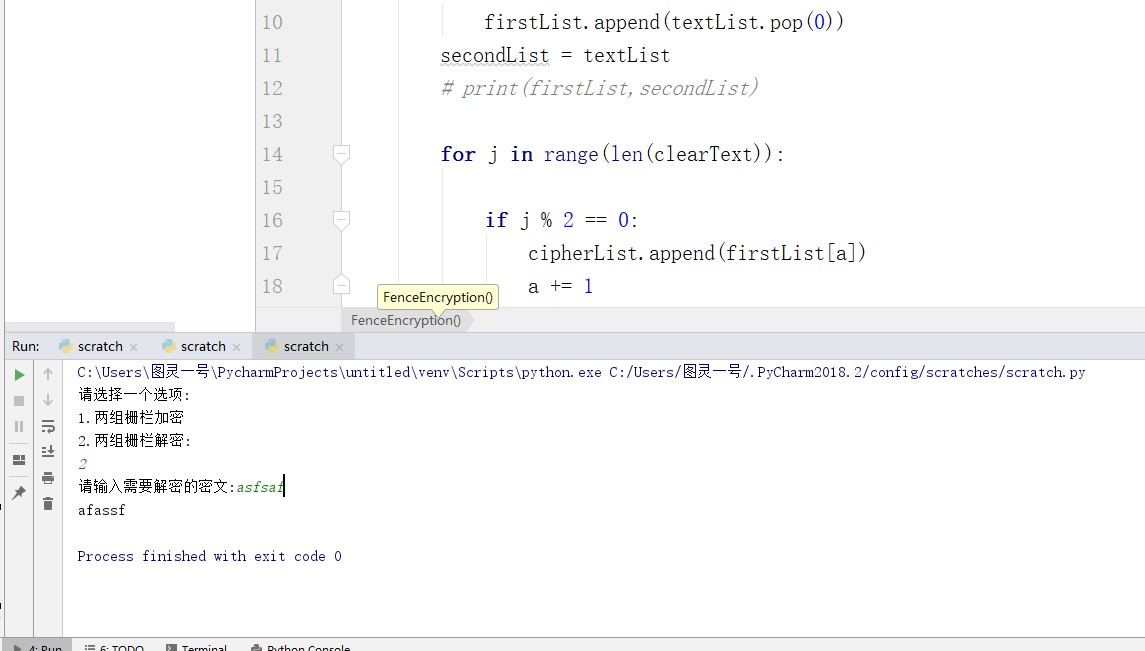 10 firstList.append(textList.pop(0))
11 secondList = textList
12 # print(firstList,secondList)
13
14 for j in range(len(clearText)):
15
16 if j % 2 == 0:
17 cipherList.append(firstList[a])
18 a += 1
FenceEncryption()
FenceEncryption()
Run: scratch × scratch × scratch ×
C:\Users\图灵一号\PycharmProjects\untitled\venv\Scripts\python.exe C:/Users/图灵一号/.PyCharm2018.2/config/scratches/scratch.py
请选择一个选项:
1.两组栅栏加密
2.两组栅栏解密:
2
请输入需要解密的密文:asfsaf
afassf
Process finished with exit code 0
4: Run 6: TODO Terminal Python Console